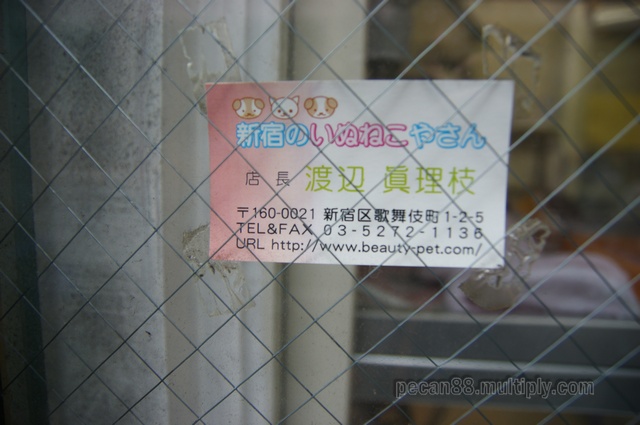 新宿のいぬねこやさん
店長 渡辺 眞理枝
〒160-0021 新宿区歌舞伎町1-2-5
TEL&FAX 03-5272-1136
URL http://www.beauty-pet.com/
pecan88.multiply.com